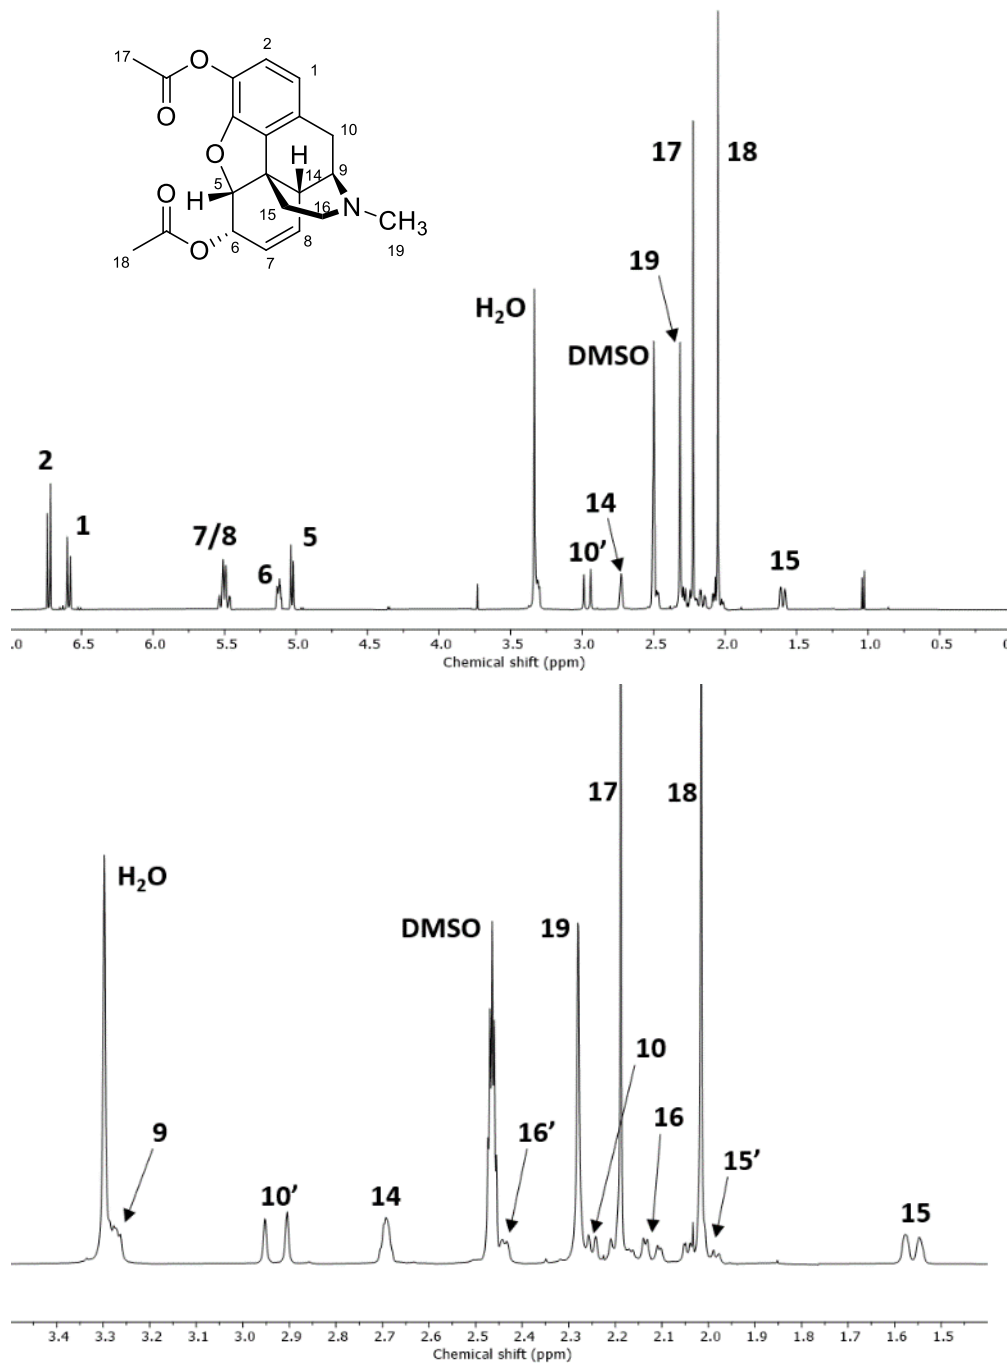 17
O
2
1
O
10
O
H
9
14
5
H
O
15
16
N
CH3
19
O
6
8
18
7
17
18
19
H2O
DMSO
2
14
1
7/8
5
10’
15
6
.0 6.5 6.0 5.5 5.0 4.5 4.0 3.5 3.0 2.5 2.0 1.5 1.0 0.5 0
Chemical shift (ppm)
17
18
H2O
DMSO
19
10
16
9
16’
15’
10’
14
15
3.4 3.3 3.2 3.1 3.0 2.9 2.8 2.7 2.6 2.5 2.4 2.3 2.2 2.1 2.0 1.9 1.8 1.7 1.6 1.5
Chemical shift (ppm)